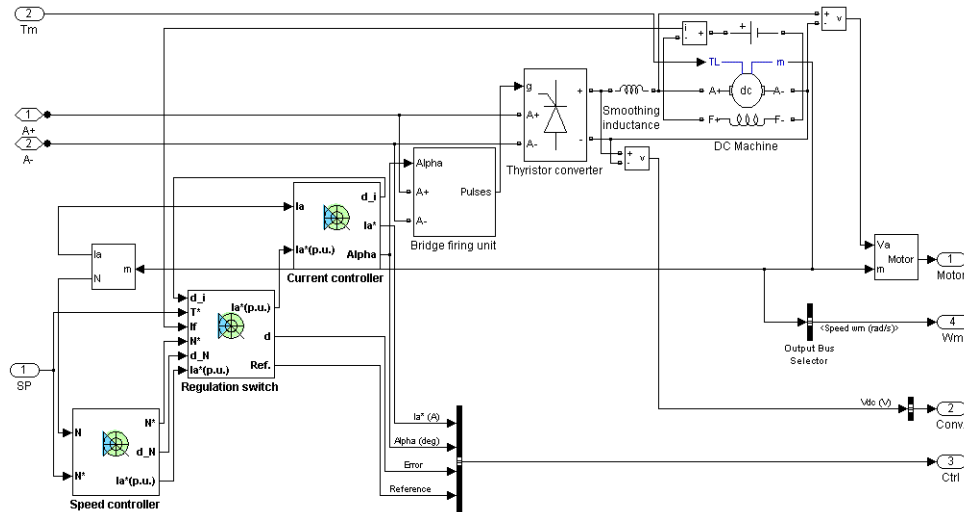 2
Tm
1
A+
2
A-
i
+
-
+
TL
m
A+
dc
A-
F+
F-
DC Machine
+
-
v
g
A+
A-
+
-
Thyristor converter
Smoothing
inductance
+
-
v
Alpha
A+
A-
Pulses
Bridge firing unit
Ia
Ia*(p.u.)
d_i
Ia*
Alpha
Current controller
Ia
N
m
d_i
T*
If
N*
d_N
Ia*(p.u.)
Ia*(p.u.)
d
Ref.
Regulation switch
1
SP
N
N*
N*
d_N
Ia*(p.u.)
Speed controller
Va
m
Motor
1
Motor
<Speed wm (rad/s)>
Output Bus
Selector
4
Wm
Vdc (V)
2
Conv.
Ia* (A)
Alpha (deg)
Error
Reference
3
Ctrl